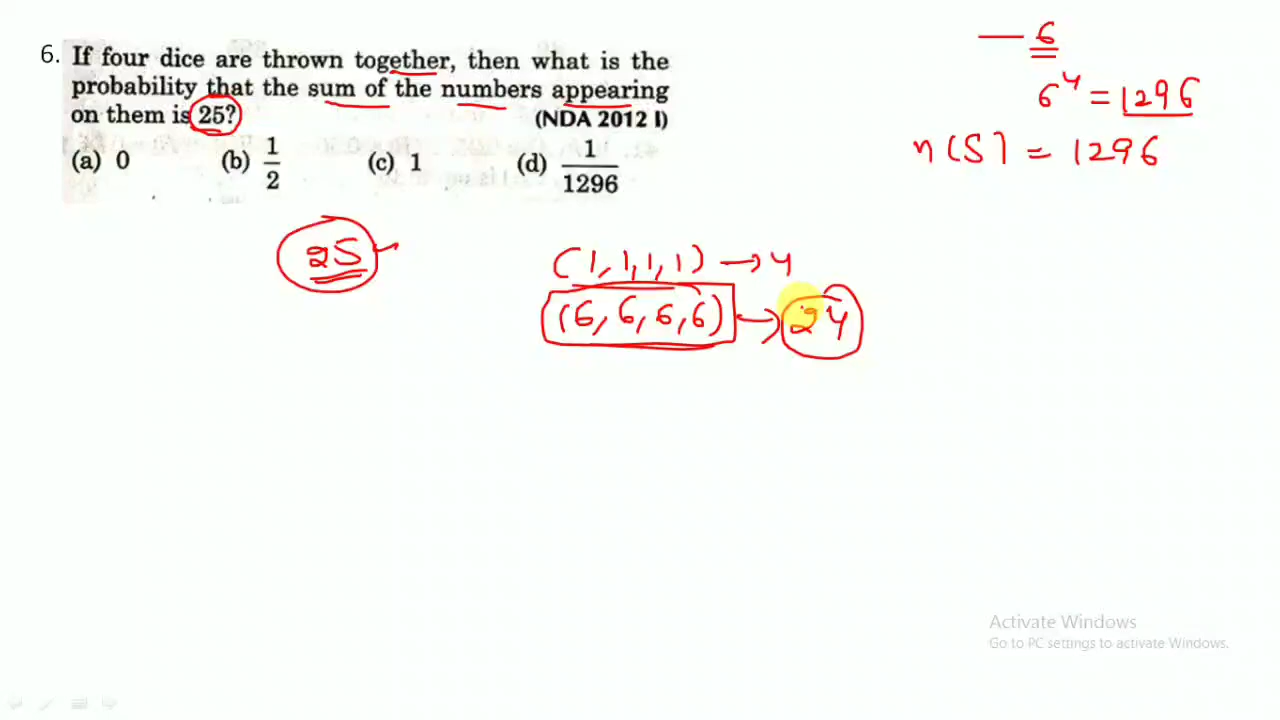 6. If four dice are thrown together, then what is the
probability that the sum of the numbers appearing
on them is 25? (NDA 2012 I)
(a) 0 (b) 1/2 (c) 1 (d) 1/1296
— 6
6⁴ = 1296
n(S) = 1296
25
(1, 1, 1, 1) → 4
(6, 6, 6, 6) → 24
Activate Windows
Go to PC settings to activate Windows.